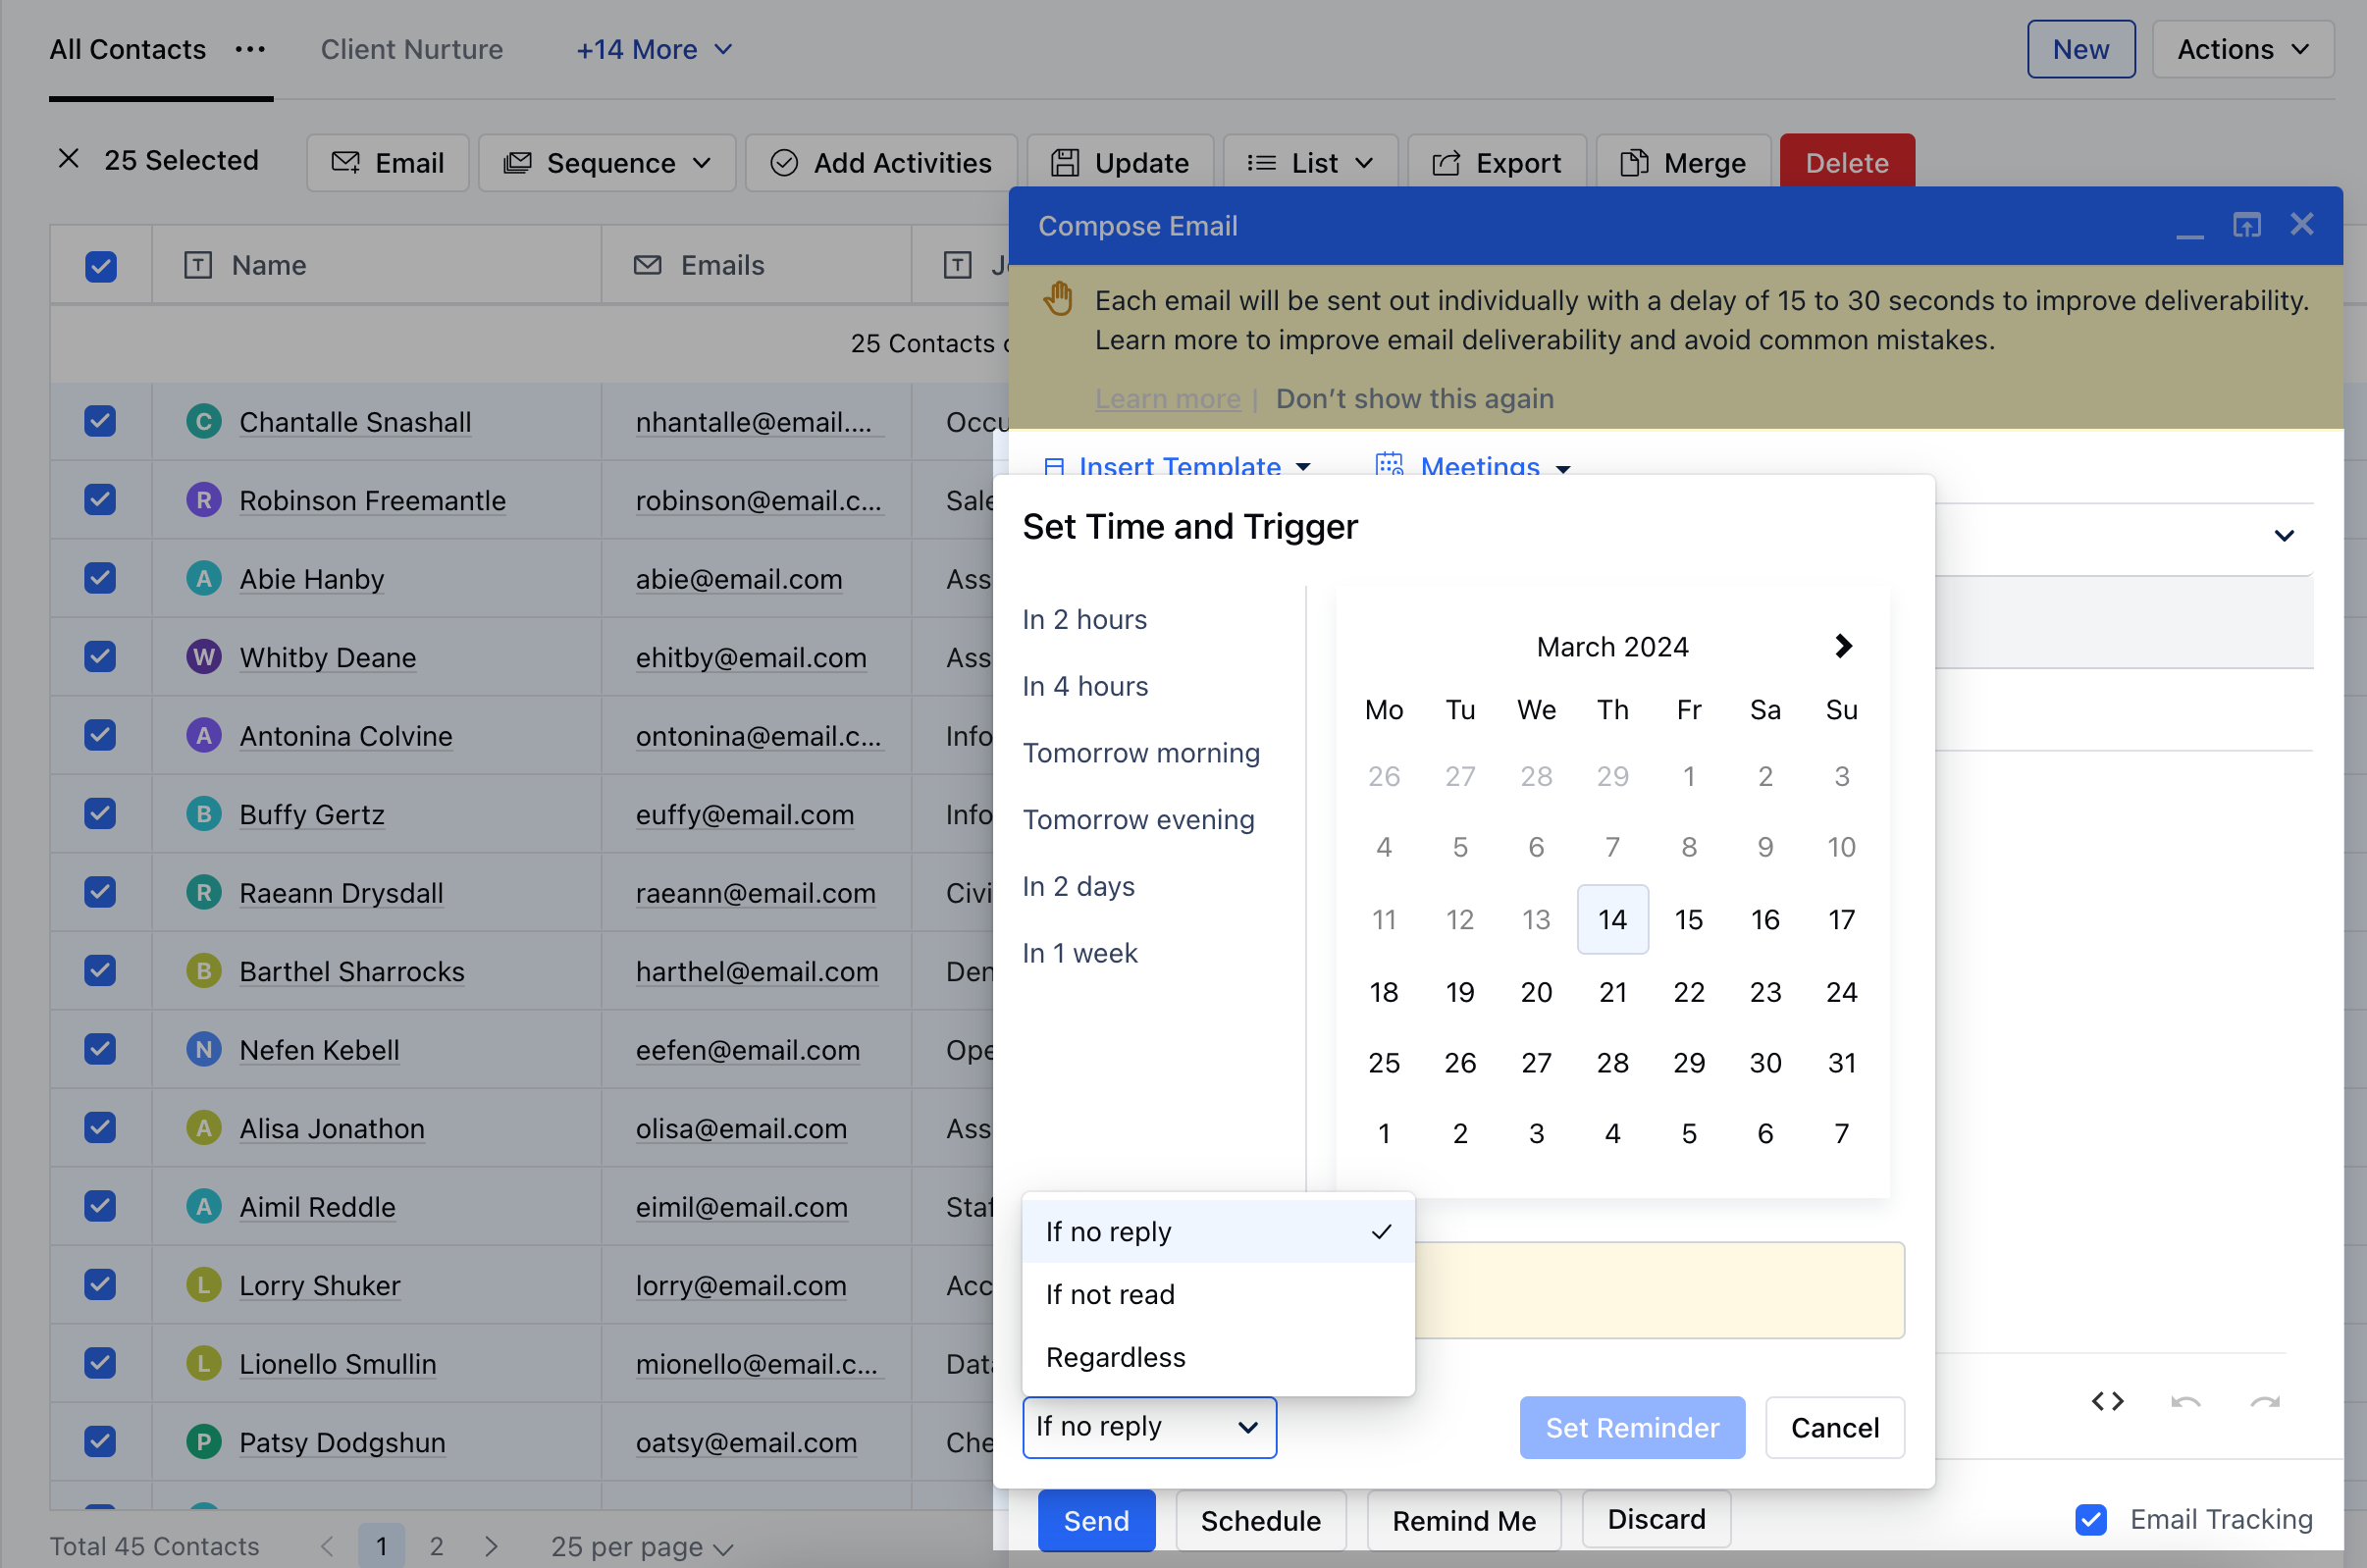 All Contacts ••• Client Nurture +14 More New Actions
25 Selected Email Sequence Add Activities Update List Export Merge Delete
Compose Email
Name Emails
Each email will be sent out individually with a delay of 15 to 30 seconds to improve deliverability.
Learn more to improve email deliverability and avoid common mistakes.
Learn more | Don’t show this again
25 Contacts
Chantalle Snashall nhantalle@email.... Occu
Robinson Freemantle robinson@email.c... Sale
Abie Hanby abie@email.com Ass
Whitby Deane ehitby@email.com Ass
Antonina Colvine ontonina@email.c... Info
Buffy Gertz euffy@email.com Info
Raeann Drysdall raeann@email.com Civi
Barthel Sharrocks harthel@email.com Den
Nefen Kebell eefen@email.com Ope
Alisa Jonathon olisa@email.com Ass
Aimil Reddle eimil@email.com Staf
Lorry Shuker lorry@email.com Acc
Lionello Smullin mionello@email.c... Data
Patsy Dodgshun oatsy@email.com Che
Total 45 Contacts 1 2 25 per page
Insert Template Meetings
Set Time and Trigger
In 2 hours
In 4 hours
Tomorrow morning
Tomorrow evening
In 2 days
In 1 week
March 2024
Mo Tu We Th Fr Sa Su
26 27 28 29 1 2 3
4 5 6 7 8 9 10
11 12 13 14 15 16 17
18 19 20 21 22 23 24
25 26 27 28 29 30 31
1 2 3 4 5 6 7
If no reply
If not read
Regardless
If no reply Set Reminder Cancel
Send Schedule Remind Me Discard Email Tracking